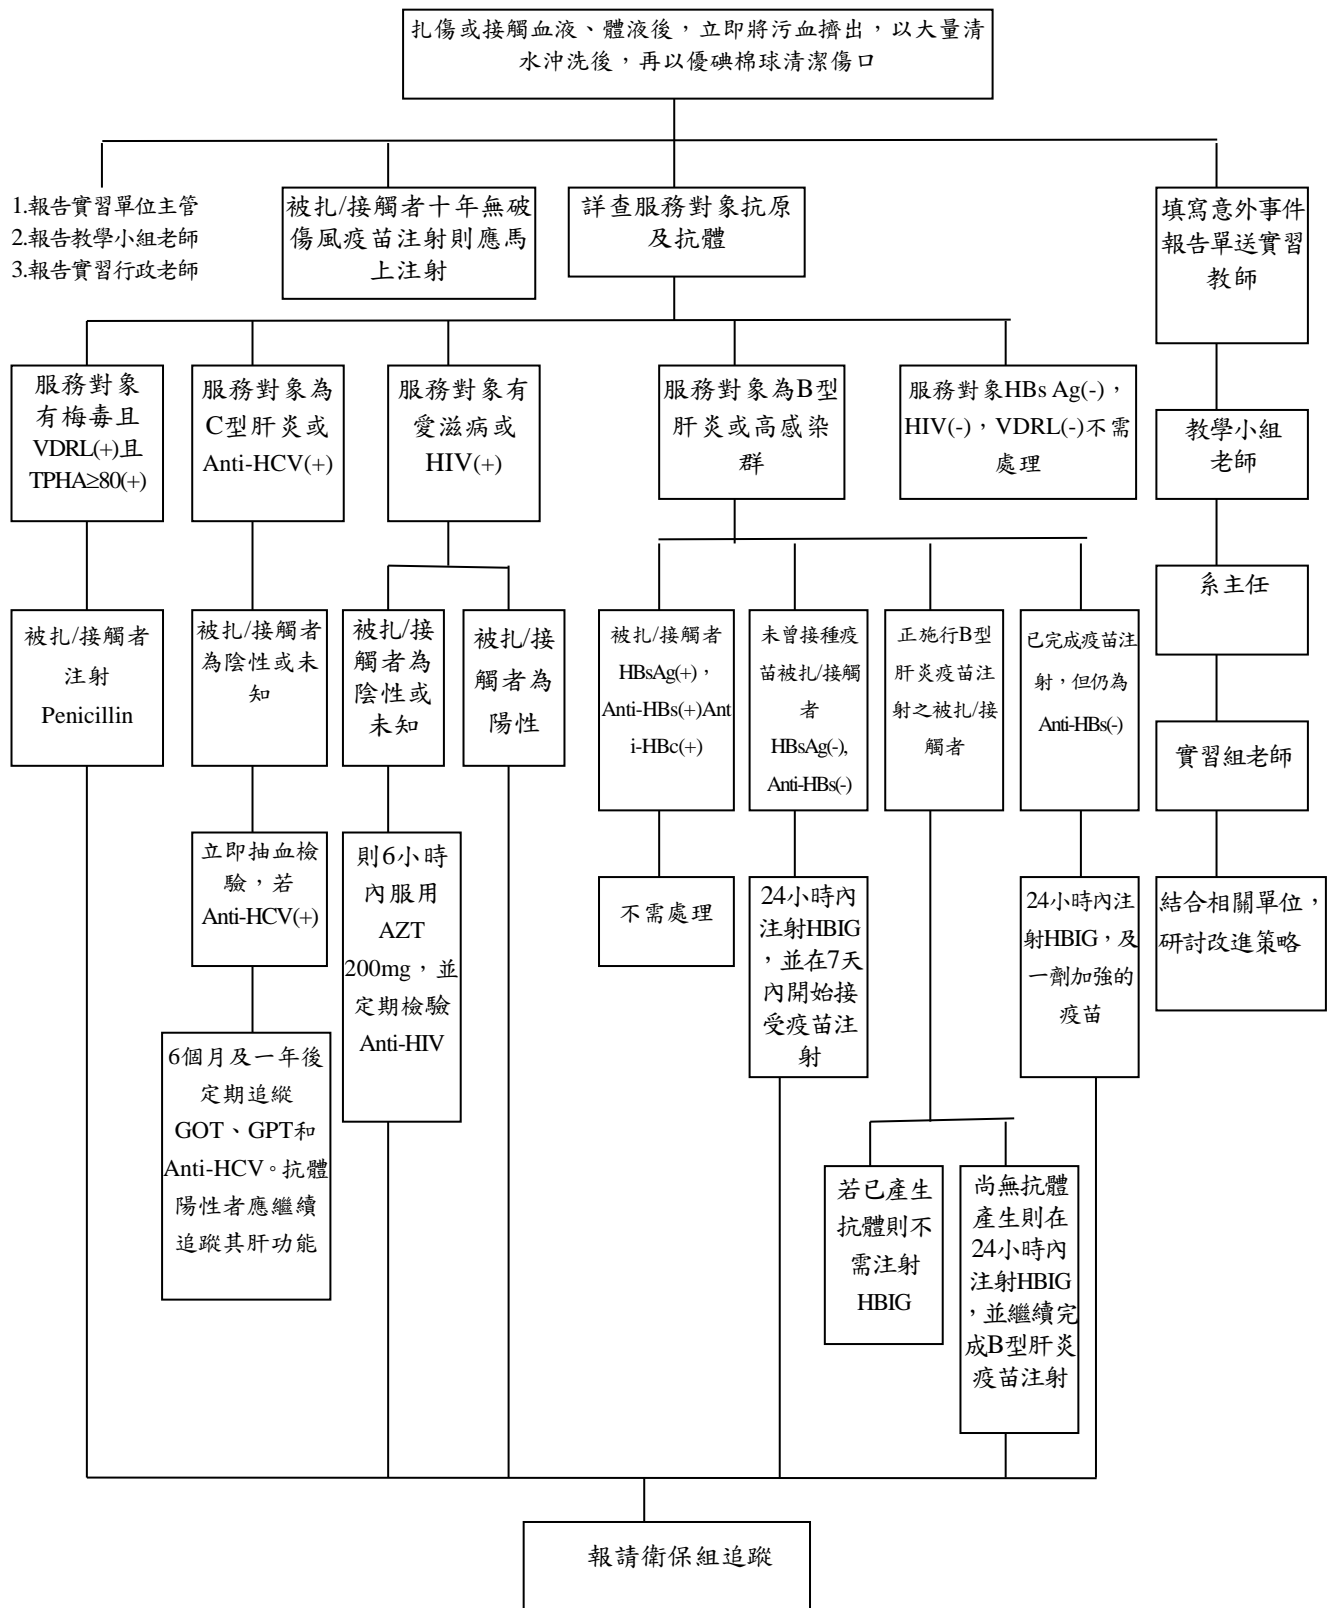 扎傷或接觸血液、體液後，立即將污血擠出，以大量清
水沖洗後，再以優碘棉球清潔傷口
1.報告實習單位主管
2.報告教學小組老師
3.報告實習行政老師
被扎/接觸者十年無破
傷風疫苗注射則應馬
上注射
詳查服務對象抗原
及抗體
填寫意外事件
報告單送實習
教師
服務對象
有梅毒且
VDRL(+)且
TPHA≥80(+)
服務對象為
C型肝炎或
Anti-HCV(+)
服務對象有
愛滋病或
HIV(+)
服務對象為B型
肝炎或高感染
群
服務對象HBs Ag(-)，
HIV(-)，VDRL(-)不需
處理
教學小組
老師
系主任
被扎/接觸者
注射
Penicillin
被扎/接觸者
為陰性或未
知
被扎/接
觸者為
陰性或
未知
被扎/接
觸者為
陽性
被扎/接觸者
HBsAg(+)，
Anti-HBs(+)Ant
i-HBc(+)
未曾接種疫
苗被扎/接觸
者
HBsAg(-),
Anti-HBs(-)
正施行B型
肝炎疫苗注
射之被扎/接
觸者
已完成疫苗注
射，但仍為
Anti-HBs(-)
實習組老師
立即抽血檢
驗，若
Anti-HCV(+)
則6小時
內服用
AZT
200mg，並
定期檢驗
Anti-HIV
不需處理
24小時內
注射HBIG
，並在7天
內開始接
受疫苗注
射
24小時內注
射HBIG，及
一劑加強的
疫苗
結合相關單位，
研討改進策略
6個月及一年後
定期追縱
GOT、GPT和
Anti-HCV。抗體
陽性者應繼續
追蹤其肝功能
若已產生
抗體則不
需注射
HBIG
尚無抗體
產生則在
24小時內
注射HBIG
，並繼續完
成B型肝炎
疫苗注射
報請衛保組追蹤